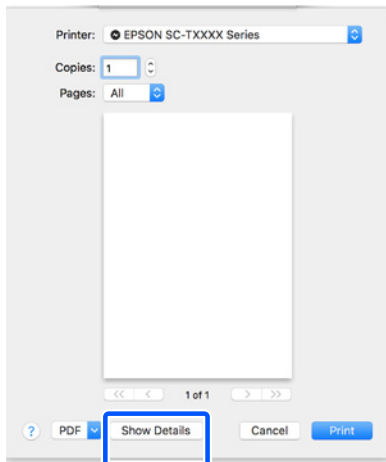 Printer: EPSON SC-TXXXX Series
Copies: 1
Pages: All
<< < 1 of 1 > >>
? PDF Show Details Cancel Print